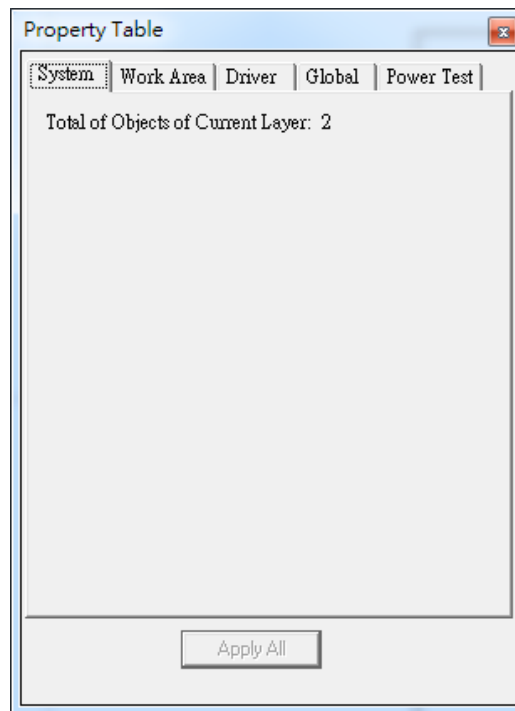 Property Table
System Work Area Driver Global Power Test
Total of Objects of Current Layer: 2
Apply All